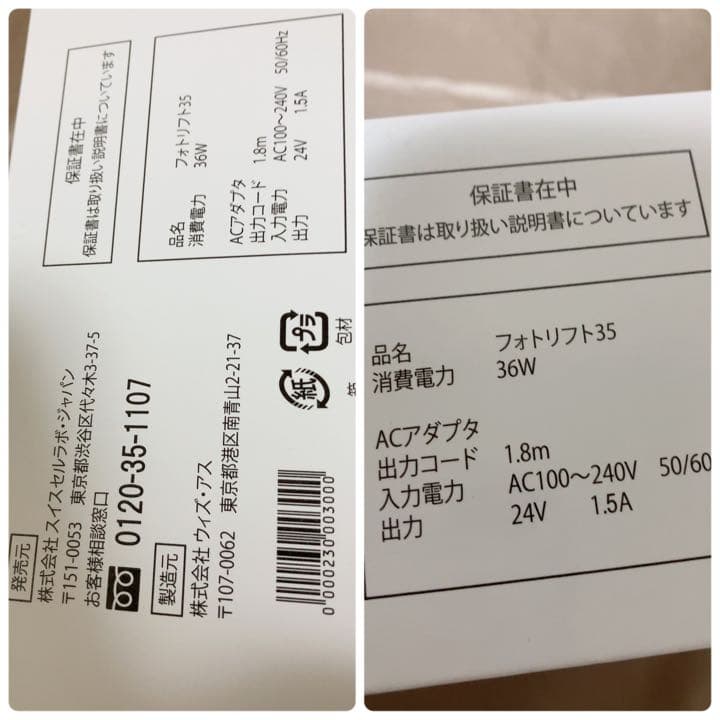 保証書在中
保証書は取り扱い説明書についています
品名 フォトリフト35
消費電力 36W
ACアダプタ
出力コード 1.8m
入力電力 AC100～240V 50/60Hz
出力 24V 1.5A
発売元
株式会社 スイスセルラボ・ジャパン
〒151-0053 東京都渋谷区代々木3-37-5
お客様相談窓口
0120-35-1107
製造元
株式会社 ウィズ・アス
〒107-0062 東京都港区南青山2-21-37
プラ
包材
紙
0 000230 003000
保証書在中
保証書は取り扱い説明書についています
品名 フォトリフト35
消費電力 36W
ACアダプタ
出力コード 1.8m
入力電力 AC100～240V 50/60
出力 24V 1.5A